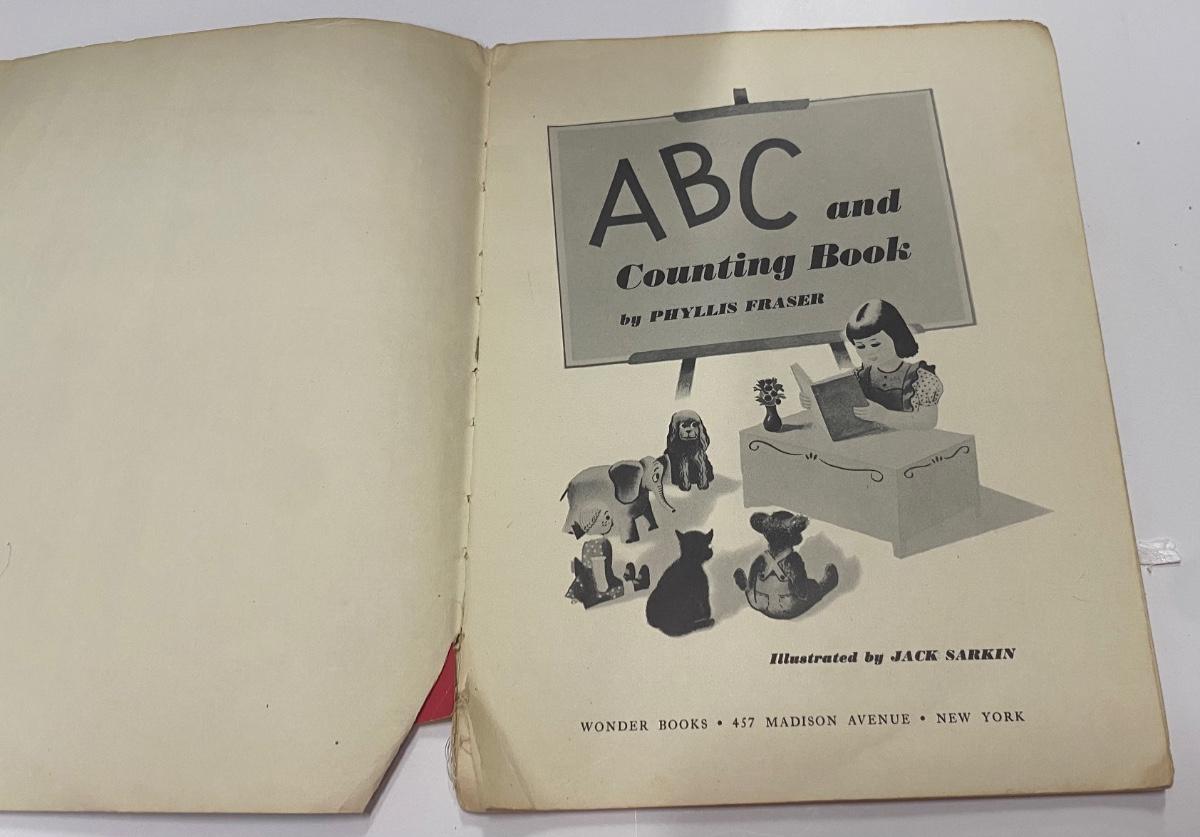 ABC and
Counting Book
by PHYLLIS FRASER
Illustrated by JACK SARKIN
WONDER BOOKS • 457 MADISON AVENUE • NEW YORK